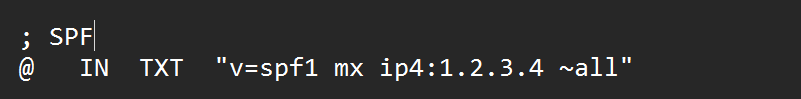 ; SPF
@ IN TXT "v=spf1 mx ip4:1.2.3.4 ~all"